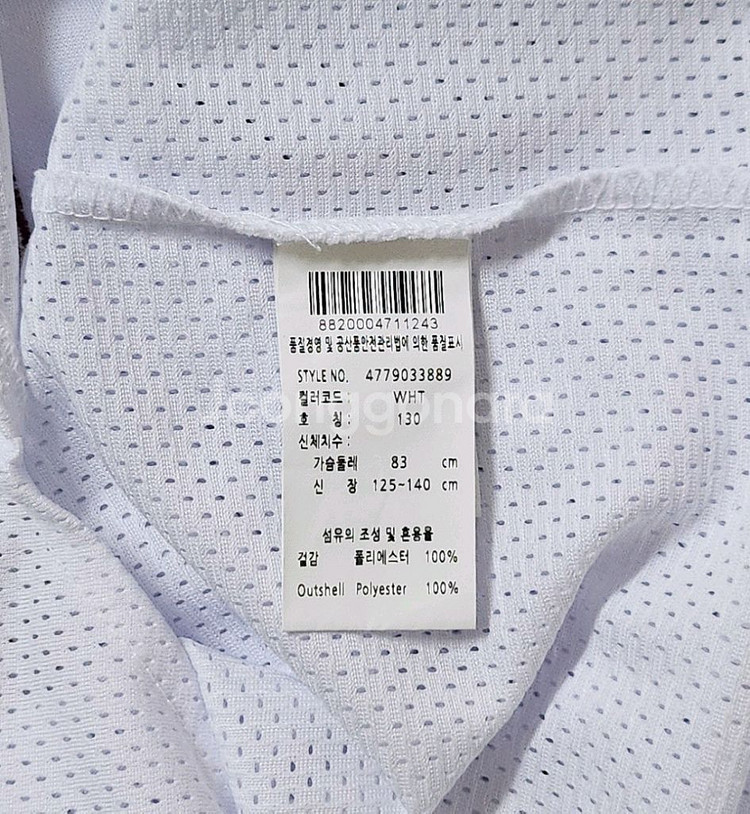 8820004711243
품질경영 및 공산품안전관리법에 의한 품질표시
STYLE NO. 4779033889
컬러코드 : WHT
호 칭 : 130
신체치수 :
가슴둘레 83 cm
신 장 125~140 cm
섬유의 조성 및 혼용율
겉감 폴리에스터 100%
Outshell Polyester 100%
joonggonara